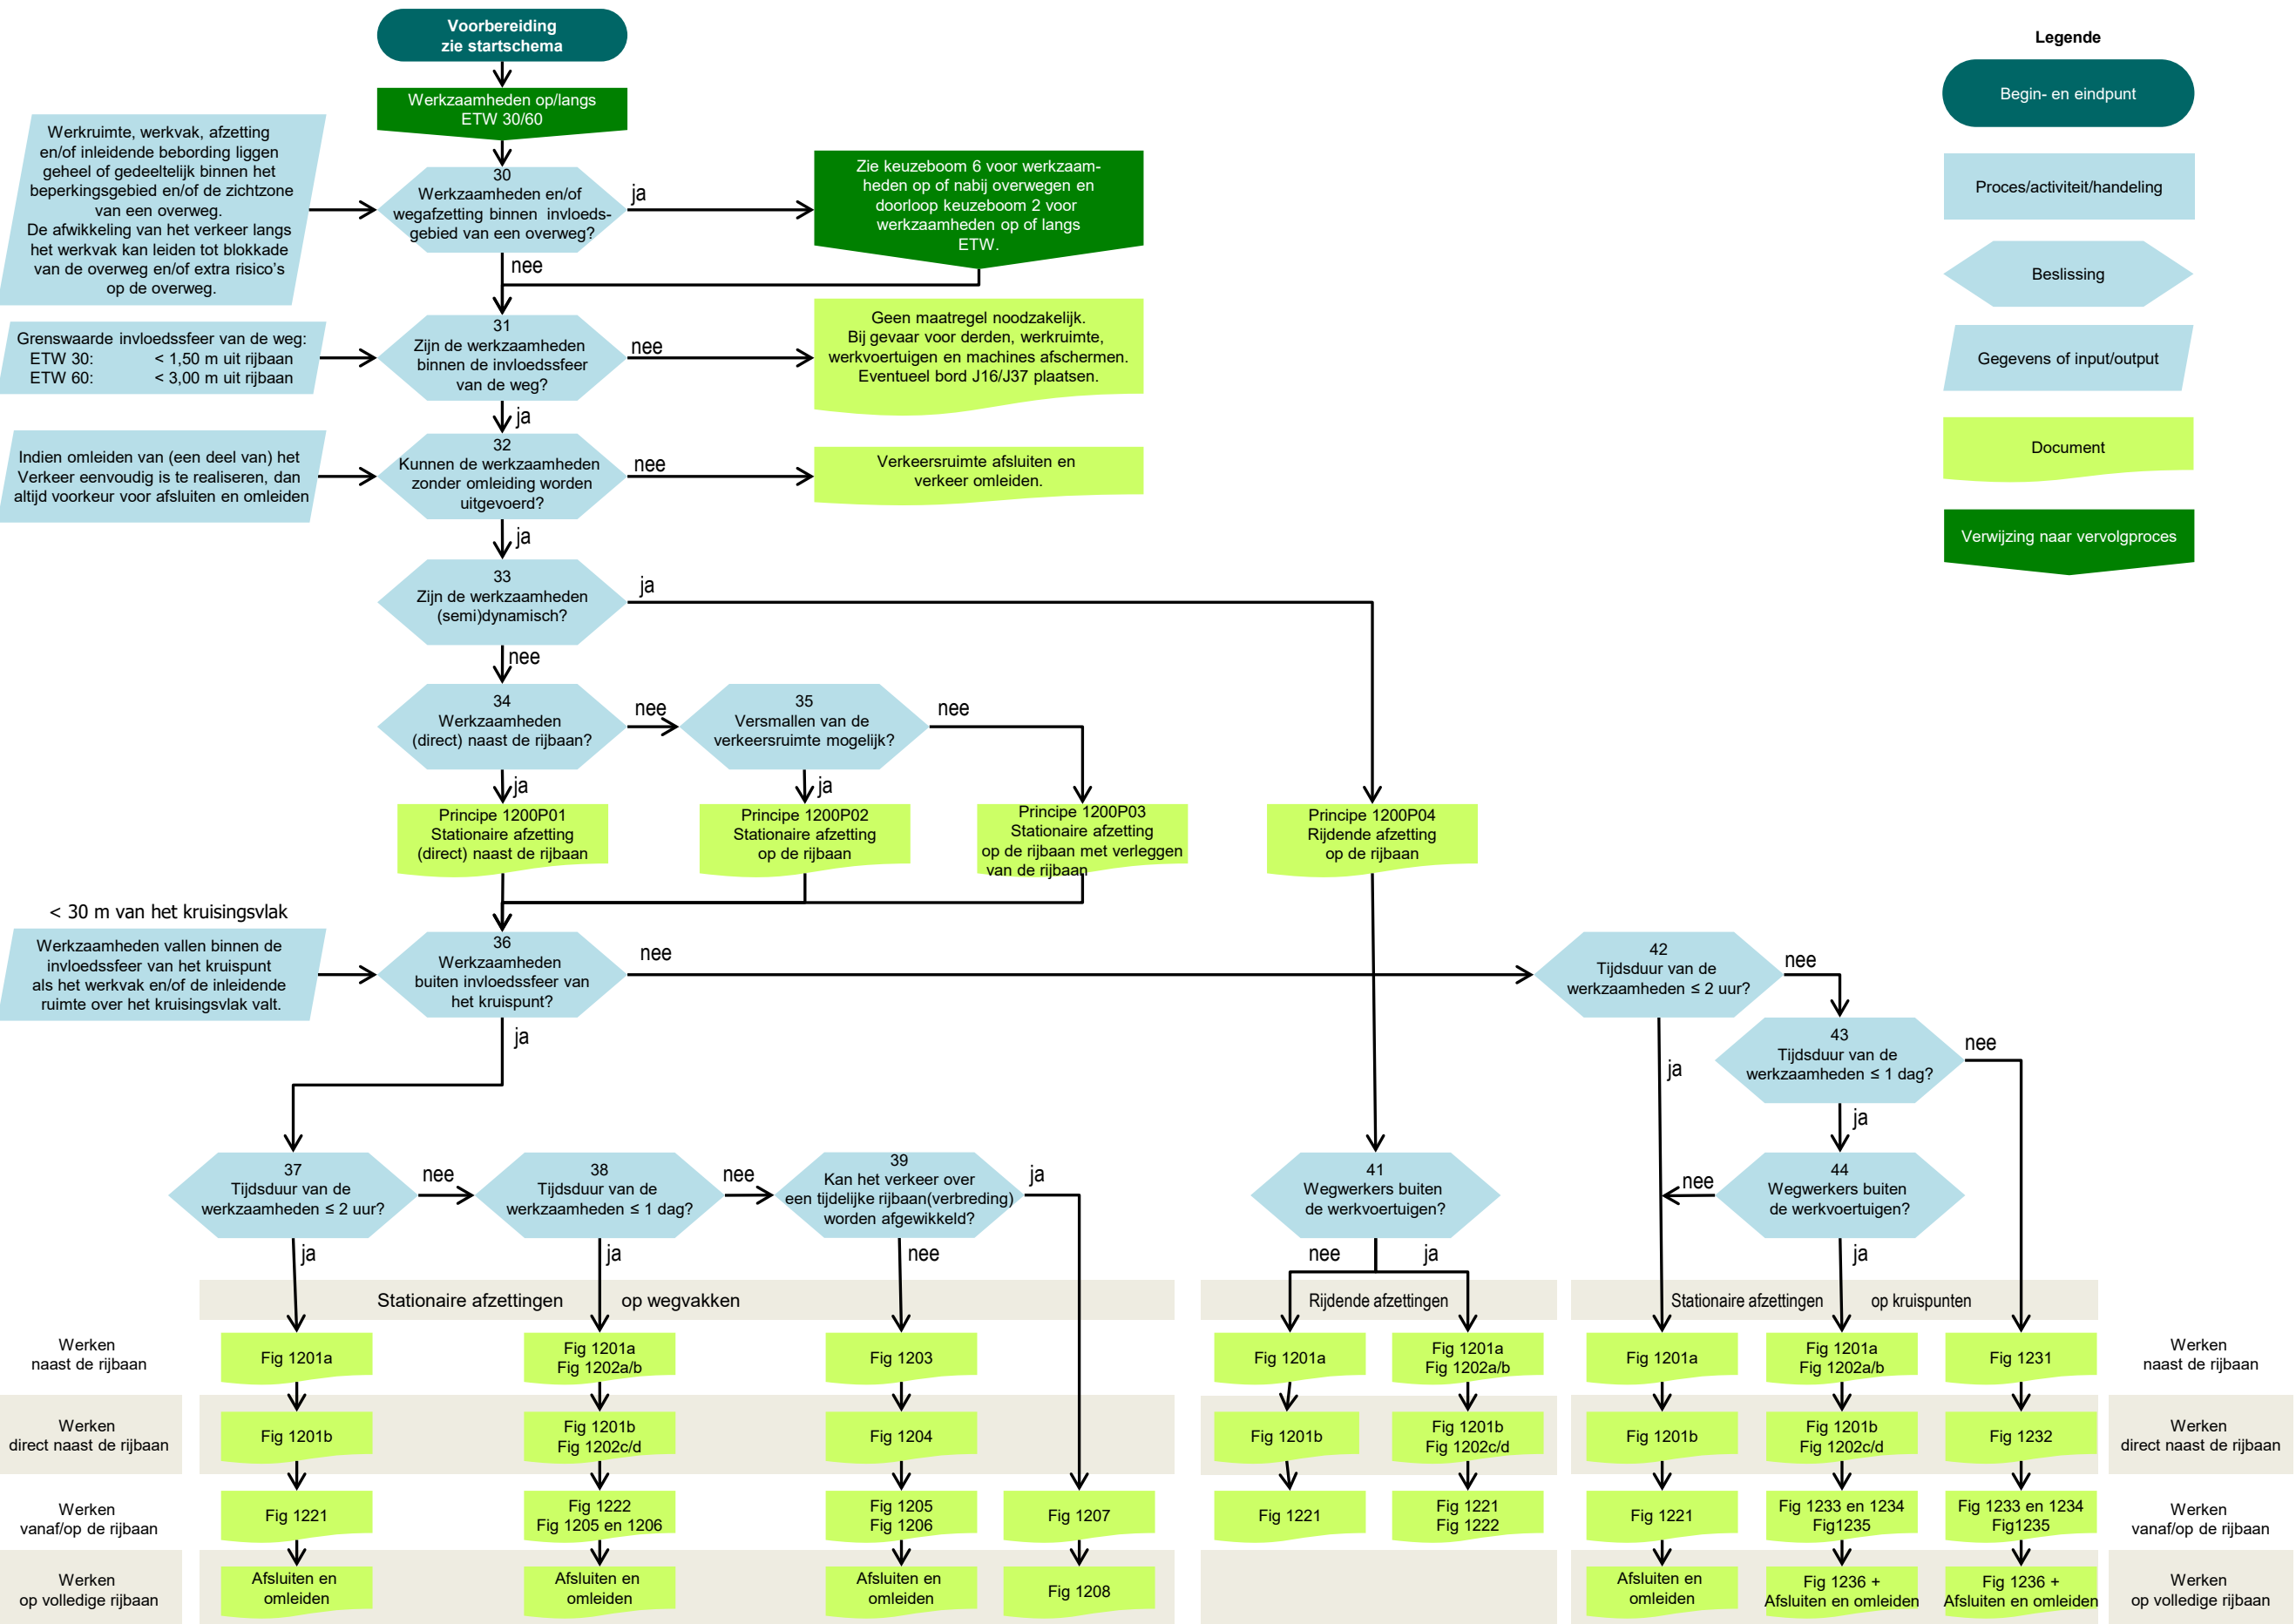 Voorbereiding
zie startschema
Werkzaamheden op/langs
ETW 30/60
Werkruimte, werkvak, afzetting
en/of inleidende bebording liggen
geheel of gedeeltelijk binnen het
beperkingsgebied en/of de zichtzone
van een overweg.
De afwikkeling van het verkeer langs
het werkvak kan leiden tot blokkade
van de overweg en/of extra risico's
op de overweg.
30
Werkzaamheden en/of
wegafzetting binnen invloeds-
gebied van een overweg?
ja
Zie keuzeboom 6 voor werkzaam-
heden op of nabij overwegen en
doorloop keuzeboom 2 voor
werkzaamheden op of langs
ETW.
nee
Grenswaarde invloedssfeer van de weg:
ETW 30: < 1,50 m uit rijbaan
ETW 60: < 3,00 m uit rijbaan
31
Zijn de werkzaamheden
binnen de invloedssfeer
van de weg?
nee
Geen maatregel noodzakelijk.
Bij gevaar voor derden, werkruimte,
werkvoertuigen en machines afschermen.
Eventueel bord J16/J37 plaatsen.
ja
Indien omleiden van (een deel van) het
Verkeer eenvoudig is te realiseren, dan
altijd voorkeur voor afsluiten en omleiden
32
Kunnen de werkzaamheden
zonder omleiding worden
uitgevoerd?
nee
Verkeersruimte afsluiten en
verkeer omleiden.
ja
33
Zijn de werkzaamheden
(semi)dynamisch?
ja
nee
34
Werkzaamheden
(direct) naast de rijbaan?
nee
35
Versmallen van de
verkeersruimte mogelijk?
nee
ja
ja
Principe 1200P01
Stationaire afzetting
(direct) naast de rijbaan
Principe 1200P02
Stationaire afzetting
op de rijbaan
Principe 1200P03
Stationaire afzetting
op de rijbaan met verleggen
van de rijbaan
Principe 1200P04
Rijdende afzetting
op de rijbaan
< 30 m van het kruisingsvlak
Werkzaamheden vallen binnen de
invloedssfeer van het kruispunt
als het werkvak en/of de inleidende
ruimte over het kruisingsvlak valt.
36
Werkzaamheden
buiten invloedssfeer van
het kruispunt?
nee
ja
42
Tijdsduur van de
werkzaamheden ≤ 2 uur?
nee
ja
43
Tijdsduur van de
werkzaamheden ≤ 1 dag?
nee
ja
37
Tijdsduur van de
werkzaamheden ≤ 2 uur?
nee
ja
38
Tijdsduur van de
werkzaamheden ≤ 1 dag?
nee
ja
39
Kan het verkeer over
een tijdelijke rijbaan(verbreding)
worden afgewikkeld?
ja
nee
41
Wegwerkers buiten
de werkvoertuigen?
nee
ja
44
Wegwerkers buiten
de werkvoertuigen?
nee
ja
Stationaire afzettingen op wegvakken
Rijdende afzettingen
Stationaire afzettingen op kruispunten
Werken
naast de rijbaan
Fig 1201a
Fig 1201a
Fig 1202a/b
Fig 1203
Fig 1201a
Fig 1201a
Fig 1202a/b
Fig 1201a
Fig 1201a
Fig 1202a/b
Fig 1231
Werken
naast de rijbaan
Werken
direct naast de rijbaan
Fig 1201b
Fig 1201b
Fig 1202c/d
Fig 1204
Fig 1201b
Fig 1201b
Fig 1202c/d
Fig 1201b
Fig 1201b
Fig 1202c/d
Fig 1232
Werken
direct naast de rijbaan
Werken
vanaf/op de rijbaan
Fig 1221
Fig 1222
Fig 1205 en 1206
Fig 1205
Fig 1206
Fig 1207
Fig 1221
Fig 1221
Fig 1222
Fig 1221
Fig 1233 en 1234
Fig1235
Fig 1233 en 1234
Fig1235
Werken
vanaf/op de rijbaan
Werken
op volledige rijbaan
Afsluiten en
omleiden
Afsluiten en
omleiden
Afsluiten en
omleiden
Fig 1208
Afsluiten en
omleiden
Fig 1236 +
Afsluiten en omleiden
Fig 1236 +
Afsluiten en omleiden
Werken
op volledige rijbaan
Legende
Begin- en eindpunt
Proces/activiteit/handeling
Beslissing
Gegevens of input/output
Document
Verwijzing naar vervolgproces